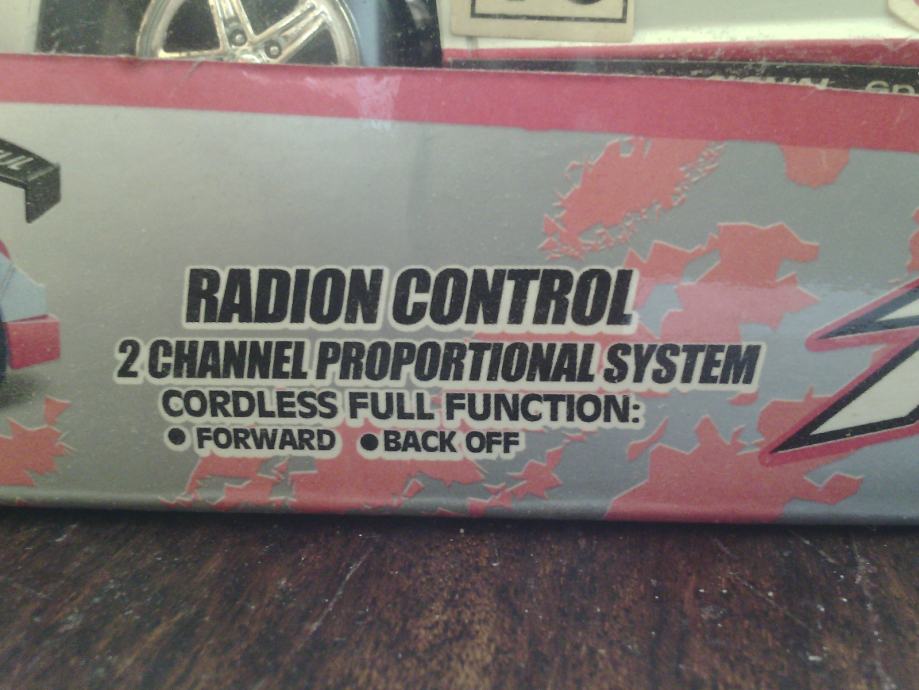 RADION CONTROL
2 CHANNEL PROPORTIONAL SYSTEM
CORDLESS FULL FUNCTION:
• FORWARD • BACK OFF